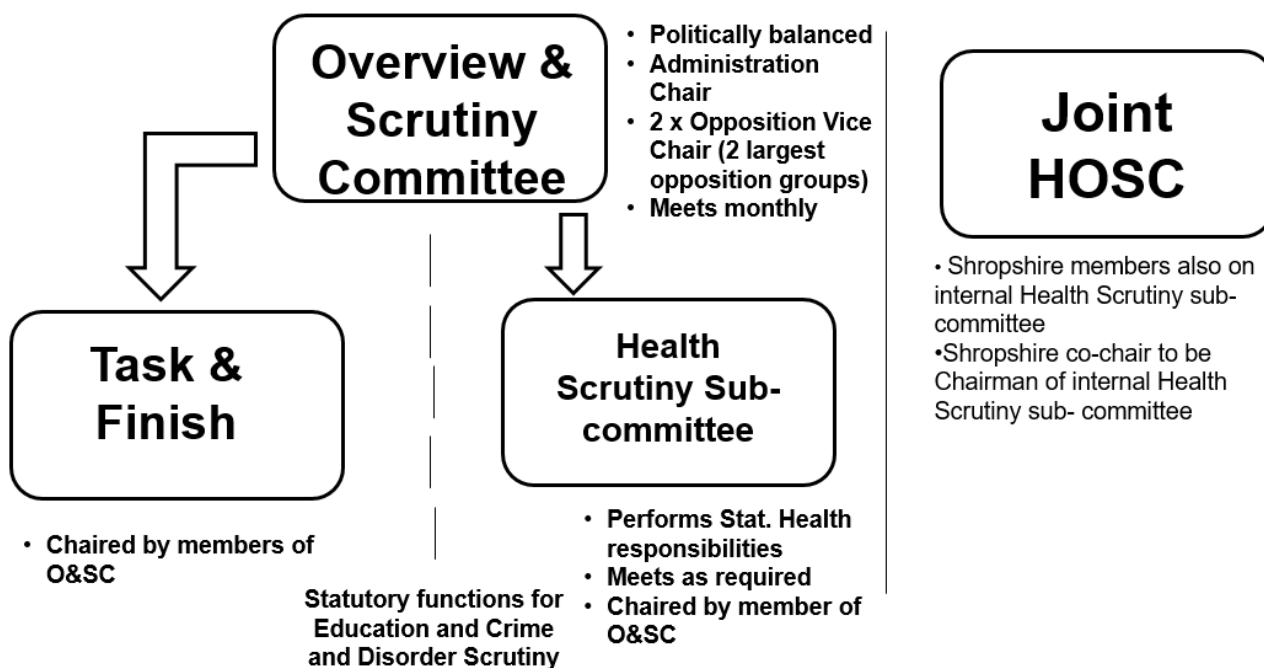 Overview &
Scrutiny
Committee
• Politically balanced
• Administration
Chair
• 2 x Opposition Vice
Chair (2 largest
opposition groups)
• Meets monthly
Joint
HOSC
• Shropshire members also on
internal Health Scrutiny sub-
committee
•Shropshire co-chair to be
Chairman of internal Health
Scrutiny sub- committee
Task &
Finish
• Chaired by members of
O&SC
Health
Scrutiny Sub-
committee
• Performs Stat. Health
responsibilities
• Meets as required
• Chaired by member of
O&SC
Statutory functions for
Education and Crime
and Disorder Scrutiny